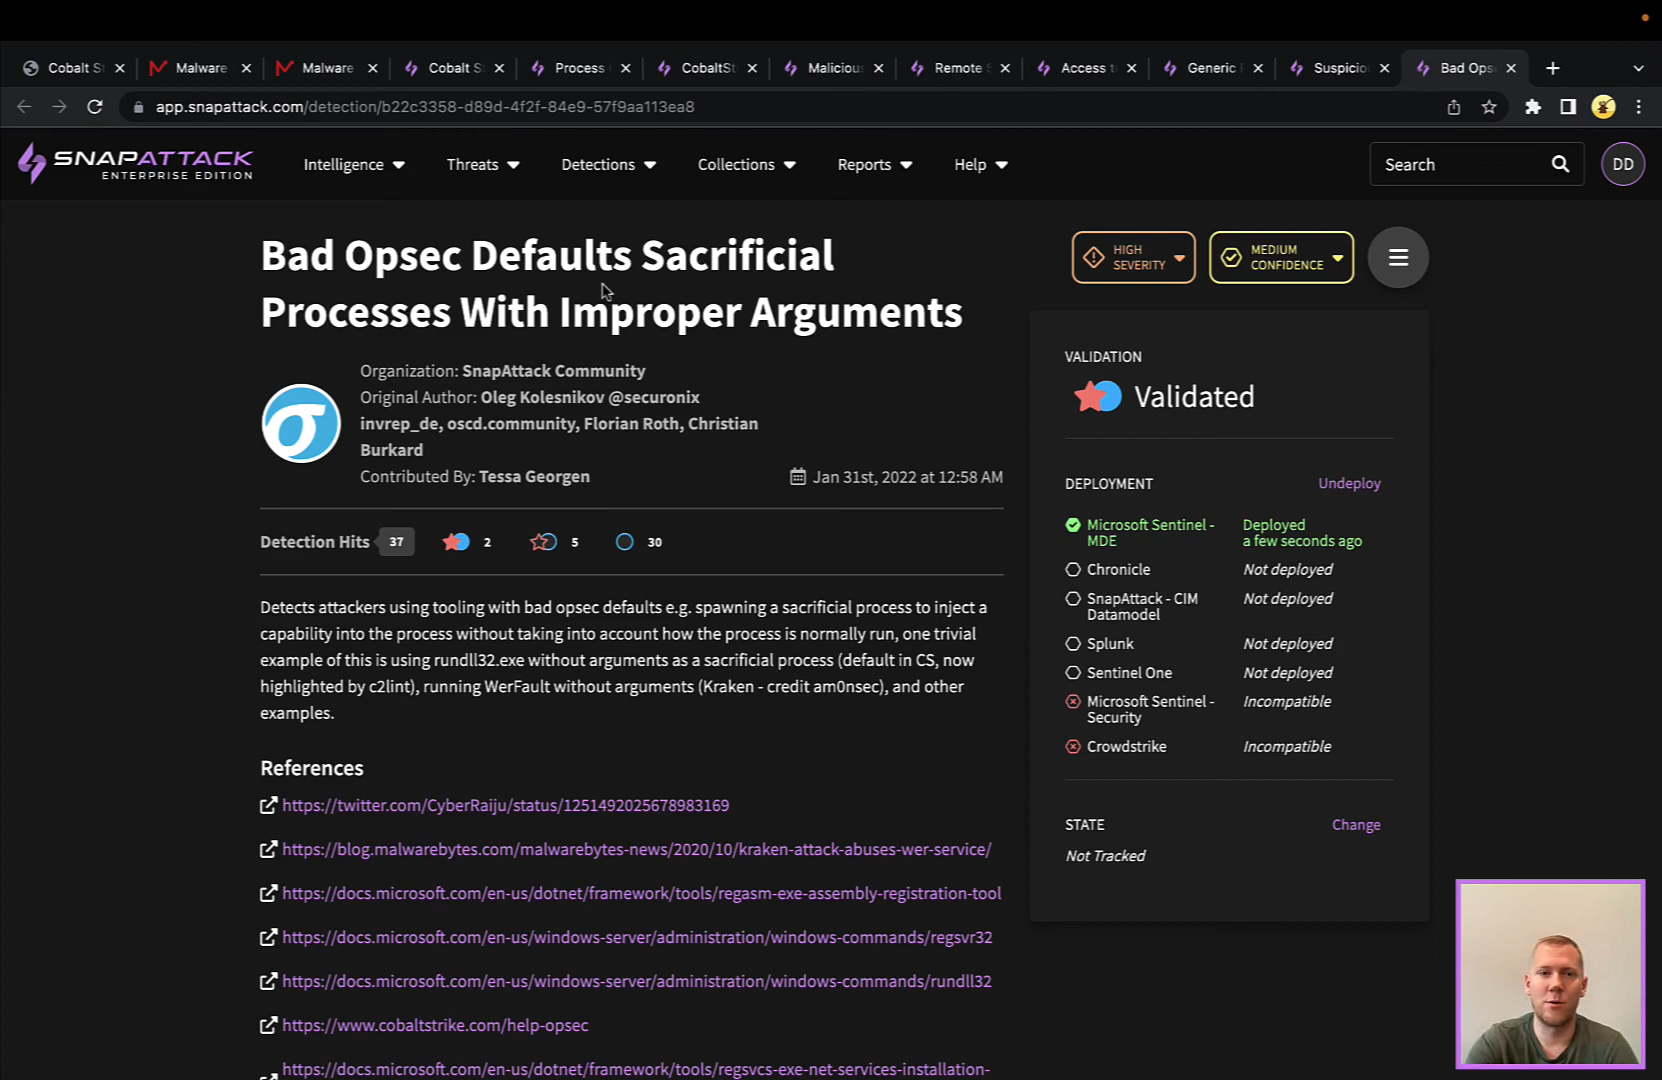 Cobalt St
Malware
Malware
Cobalt S
Process
CobaltSt
Maliciou
Remote S
Access t
Generic
Suspicio
Bad Ops
app.snapattack.com/detection/b22c3358-d89d-4f2f-84e9-57f9aa113ea8
SNAPATTACK
ENTERPRISE EDITION
Intelligence
Threats
Detections
Collections
Reports
Help
Search
DD
Bad Opsec Defaults Sacrificial
Processes With Improper Arguments
HIGH
SEVERITY
MEDIUM
CONFIDENCE
Organization: SnapAttack Community
Original Author: Oleg Kolesnikov @securonix
invrep_de, oscd.community, Florian Roth, Christian
Burkard
Contributed By: Tessa Georgen
Jan 31st, 2022 at 12:58 AM
Detection Hits 37 2 5 30
Detects attackers using tooling with bad opsec defaults e.g. spawning a sacrificial process to inject a
capability into the process without taking into account how the process is normally run, one trivial
example of this is using rundll32.exe without arguments as a sacrificial process (default in CS, now
highlighted by c2lint), running WerFault without arguments (Kraken - credit am0nsec), and other
examples.
References
https://twitter.com/CyberRaiju/status/1251492025678983169
https://blog.malwarebytes.com/malwarebytes-news/2020/10/kraken-attack-abuses-wer-service/
https://docs.microsoft.com/en-us/dotnet/framework/tools/regasm-exe-assembly-registration-tool
https://docs.microsoft.com/en-us/windows-server/administration/windows-commands/regsvr32
https://docs.microsoft.com/en-us/windows-server/administration/windows-commands/rundll32
https://www.cobaltstrike.com/help-opsec
https://docs.microsoft.com/en-us/dotnet/framework/tools/regsvcs-exe-net-services-installation-
VALIDATION
Validated
DEPLOYMENT
Undeploy
Microsoft Sentinel -
MDE
Deployed
a few seconds ago
Chronicle
Not deployed
SnapAttack - CIM
Datamodel
Not deployed
Splunk
Not deployed
Sentinel One
Not deployed
Microsoft Sentinel -
Security
Incompatible
Crowdstrike
Incompatible
STATE
Change
Not Tracked